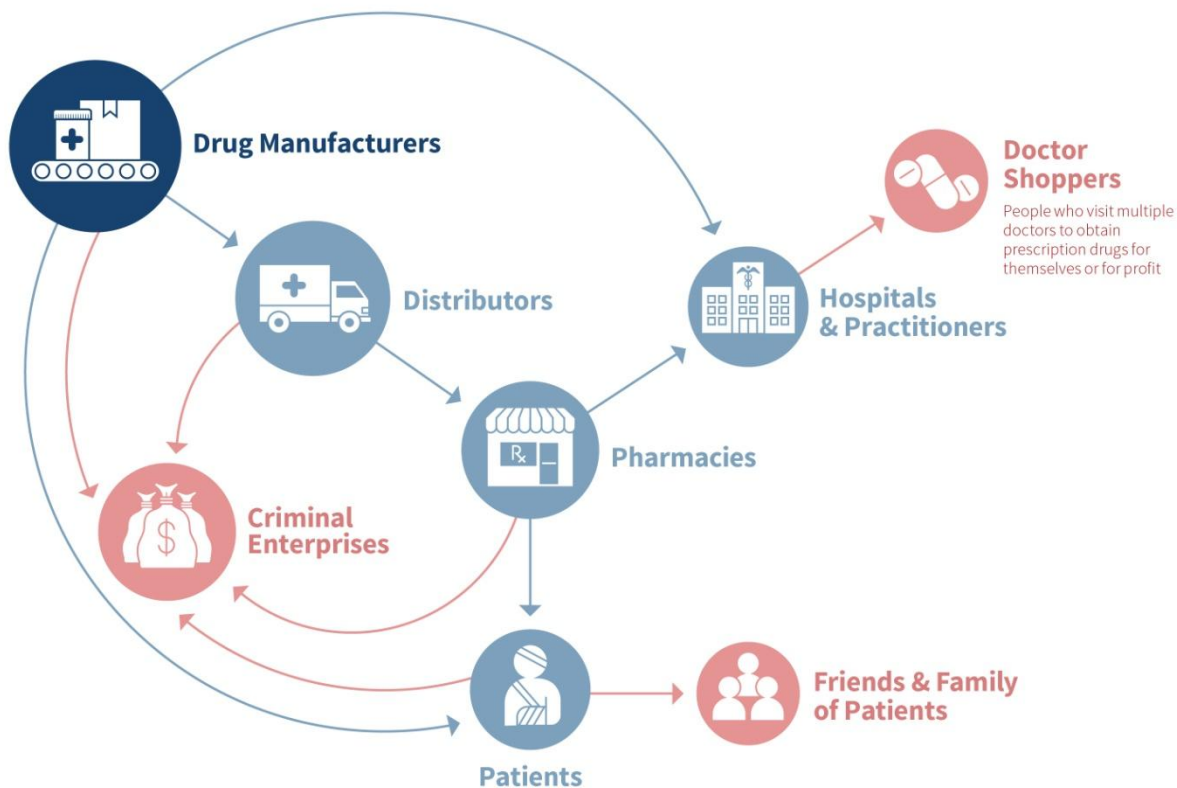 Drug Manufacturers
Doctor
Shoppers
People who visit multiple
doctors to obtain
prescription drugs for
themselves or for profit
Distributors
Hospitals
& Practitioners
Rx
Pharmacies
Criminal
Enterprises
$
Friends & Family
of Patients
Patients